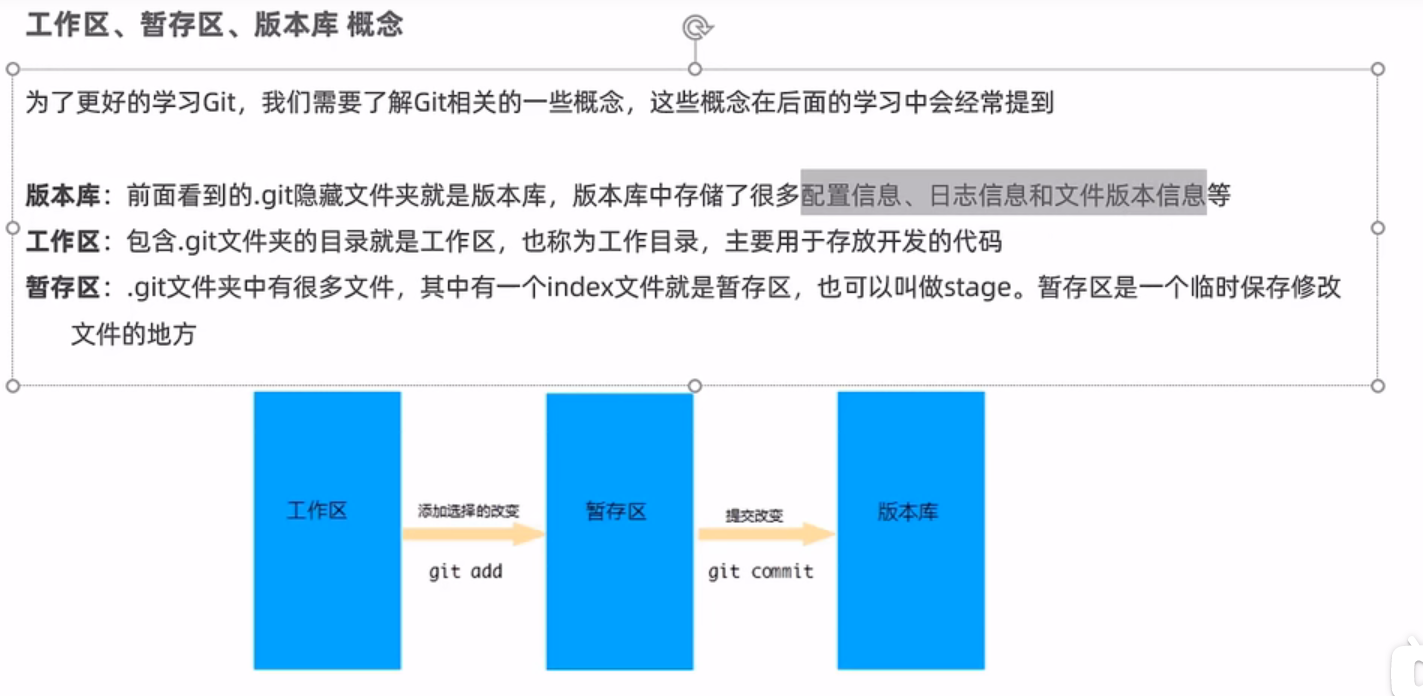 工作区、暂存区、版本库 概念
为了更好的学习Git，我们需要了解Git相关的一些概念，这些概念在后面的学习中会经常提到
版本库：前面看到的.git隐藏文件夹就是版本库，版本库中存储了很多配置信息、日志信息和文件版本信息等
工作区：包含.git文件夹的目录就是工作区，也称为工作目录，主要用于存放开发的代码
暂存区：.git文件夹中有很多文件，其中有一个index文件就是暂存区，也可以叫做stage。暂存区是一个临时保存修改
文件的地方
工作区
添加选择的改变
git add
暂存区
提交改变
git commit
版本库